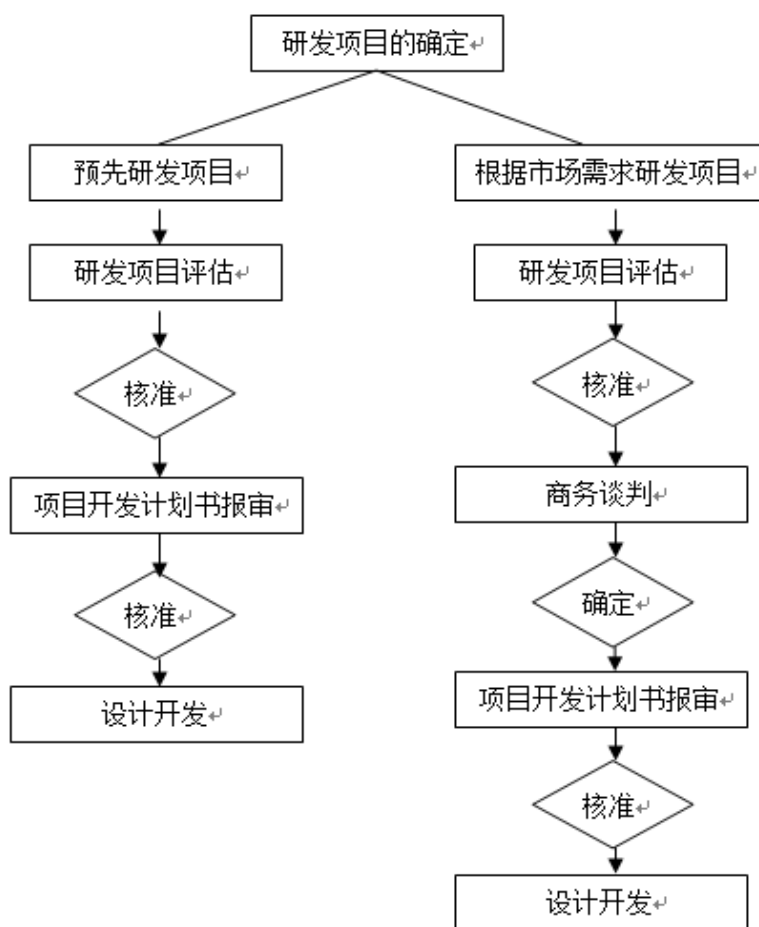 研发项目的确定
预先研发项目
根据市场需求研发项目
研发项目评估
研发项目评估
核准
核准
项目开发计划书报审
商务谈判
核准
确定
设计开发
项目开发计划书报审
核准
设计开发